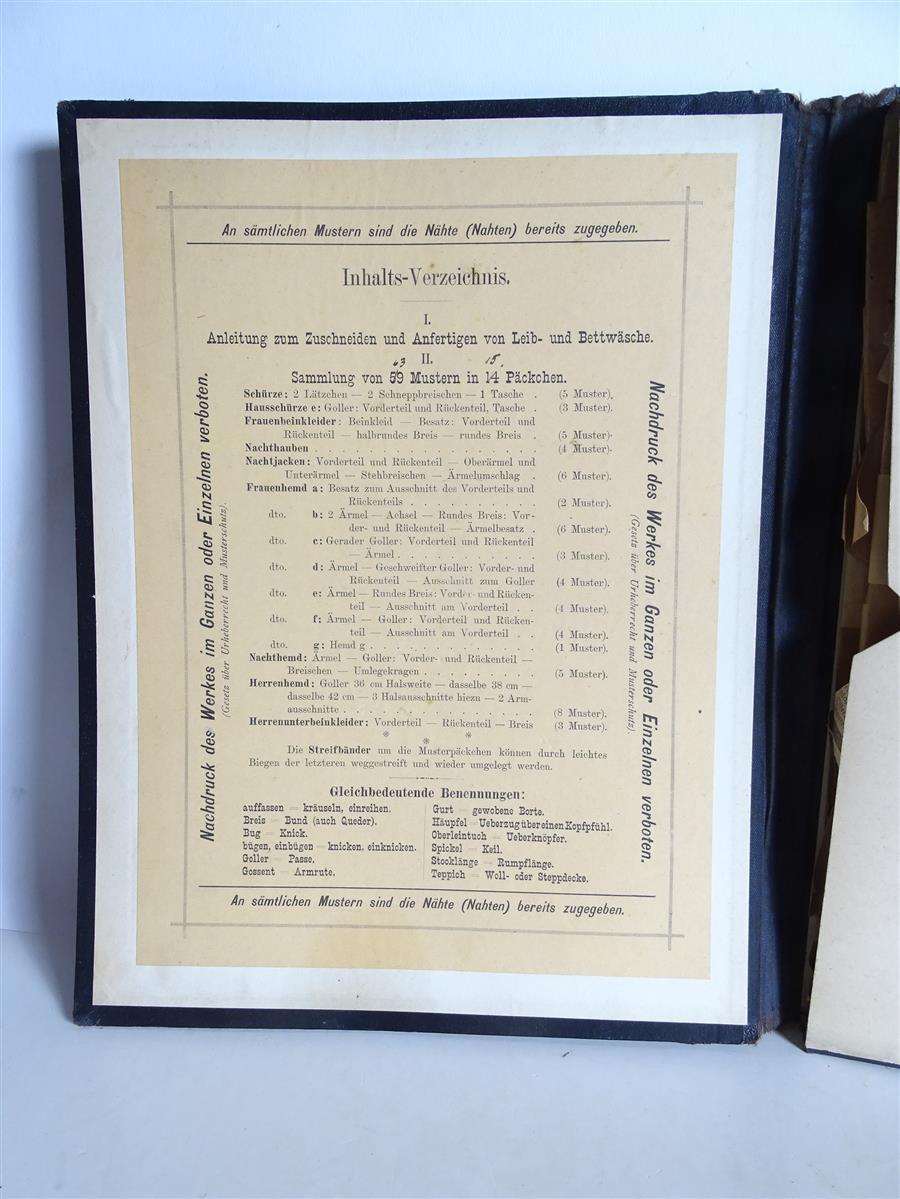 An sämtlichen Mustern sind die Nähte (Nahten) bereits zugegeben.
Inhalts-Verzeichnis.
I.
Anleitung zum Zuschneiden und Anfertigen von Leib- und Bettwäsche.
63 15.
II.
Sammlung von 59 Mustern in 14 Päckchen.
Schürze: 2 Lätzchen — 2 Schneppbreischen — 1 Tasche . (5 Muster).
Hausschürze e: Goller: Vorderteil und Rückenteil, Tasche . (3 Muster).
Frauenbeinkleider: Beinkleid — Besatz: Vorderteil und
Rückenteil — halbrundes Breis — rundes Breis . (5 Muster).
Nachthauben . . . . . . . . . . . . . . . . . (4 Muster).
Nachtjacken: Vorderteil und Rückenteil — Oberärmel und
Unterärmel — Stehbreischen — Ärmelumschlag . (6 Muster).
Frauenhemd a: Besatz zum Ausschnitt des Vorderteils und
Rückenteils . . . . . . . . . . (2 Muster).
dto. b: 2 Ärmel — Achsel — Rundes Breis: Vor-
der- und Rückenteil — Ärmelbesatz . (6 Muster).
dto. c: Gerader Goller: Vorderteil und Rückenteil
— Ärmel . . . . . . . . . . . (3 Muster).
dto. d: Ärmel — Geschweifter Goller: Vorder- und
Rückenteil — Ausschnitt zum Goller (4 Muster).
dto. e: Ärmel — Rundes Breis: Vorder- und Rücken-
teil — Ausschnitt am Vorderteil . . (4 Muster).
dto. f: Ärmel — Goller: Vorderteil und Rücken-
teil — Ausschnitt am Vorderteil . . (4 Muster).
dto. g: Hemd g . . . . . . . . . . . . . (1 Muster).
Nachthemd: Ärmel — Goller: Vorder- und Rückenteil —
Breischen — Umlegekragen . . . . . . . . . (5 Muster).
Herrenhemd: Goller 36 cm Halsweite — dasselbe 38 cm —
dasselbe 42 cm — 3 Halsausschnitte hiezu — 2 Arm-
ausschnitte . . . . . . . . . . . . . . . (8 Muster).
Herrenunterbeinkleider: Vorderteil — Rückenteil — Breis (3 Muster).
* * *
Die Streifbänder um die Musterpäckchen können durch leichtes
Biegen der letzteren weggestreift und wieder umgelegt werden.
Gleichbedeutende Benennungen:
auffassen = kräuseln, einreihen.
Breis = Bund (auch Queder).
Bug = Knick.
bügen, einbügen = knicken, einknicken.
Goller = Passe.
Gossent = Armrute.
Gurt = gewobene Borte.
Häupfel = Ueberzug über einen Kopfpfühl.
Oberleintuch = Ueberknöpfer.
Spickel = Keil.
Stocklänge = Rumpflänge.
Teppich = Woll- oder Steppdecke.
An sämtlichen Mustern sind die Nähte (Nahten) bereits zugegeben.
Nachdruck des Werkes im Ganzen oder Einzelnen verboten.
(Gesetz über Urheberrecht und Musterschutz).
Nachdruck des Werkes im Ganzen oder Einzelnen verboten.
(Gesetz über Urheberrecht und Musterschutz).